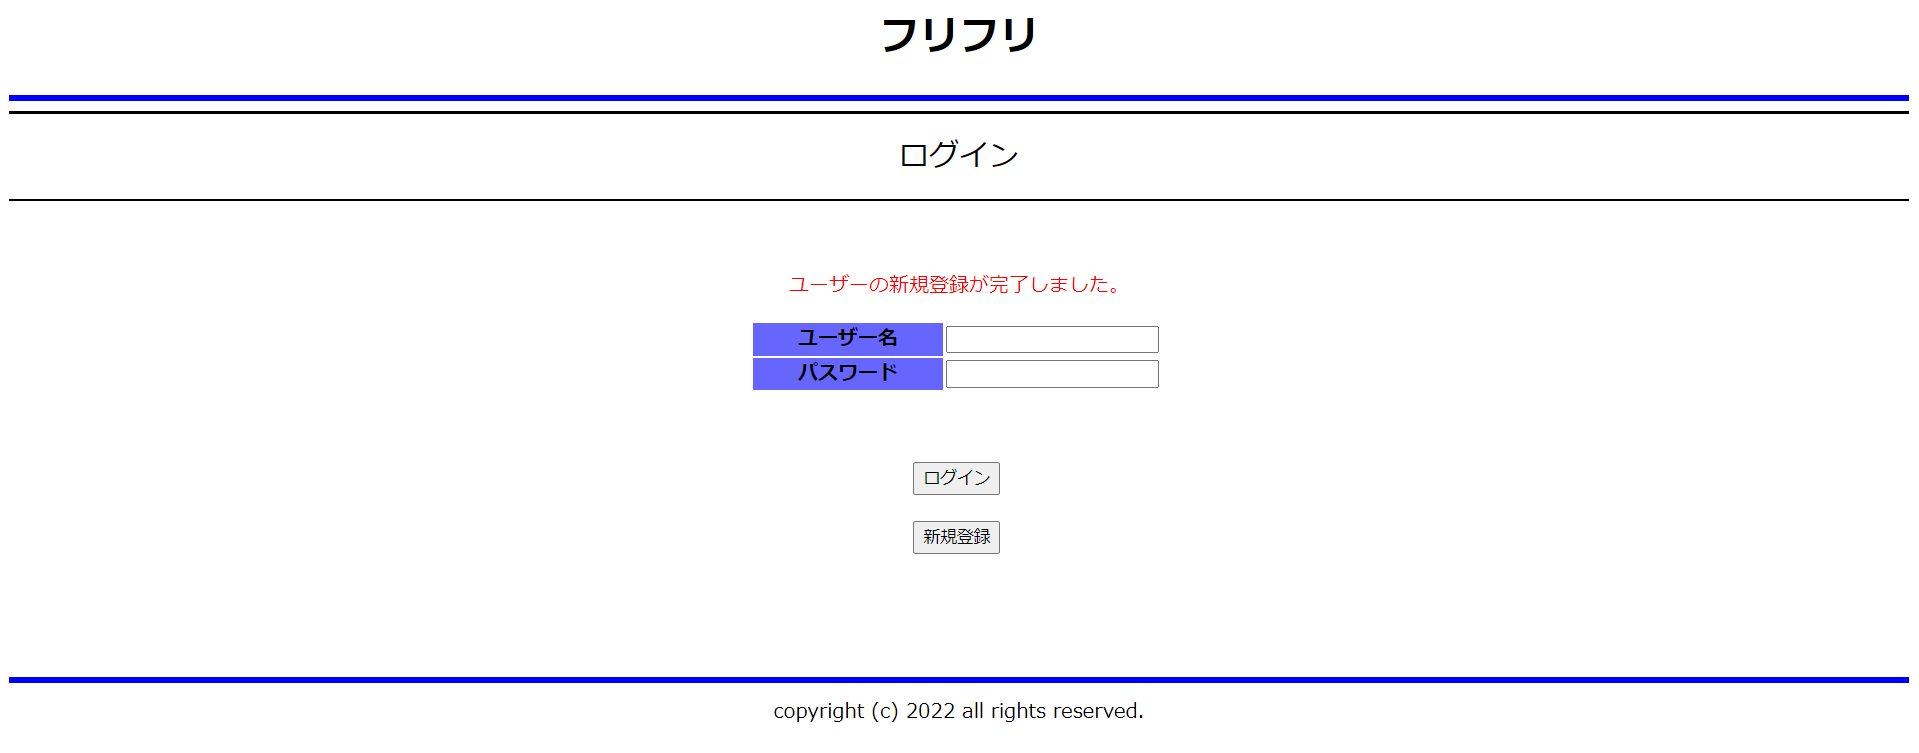 フリフリ
ログイン
ユーザーの新規登録が完了しました。
ユーザー名
パスワード
ログイン
新規登録
copyright (c) 2022 all rights reserved.